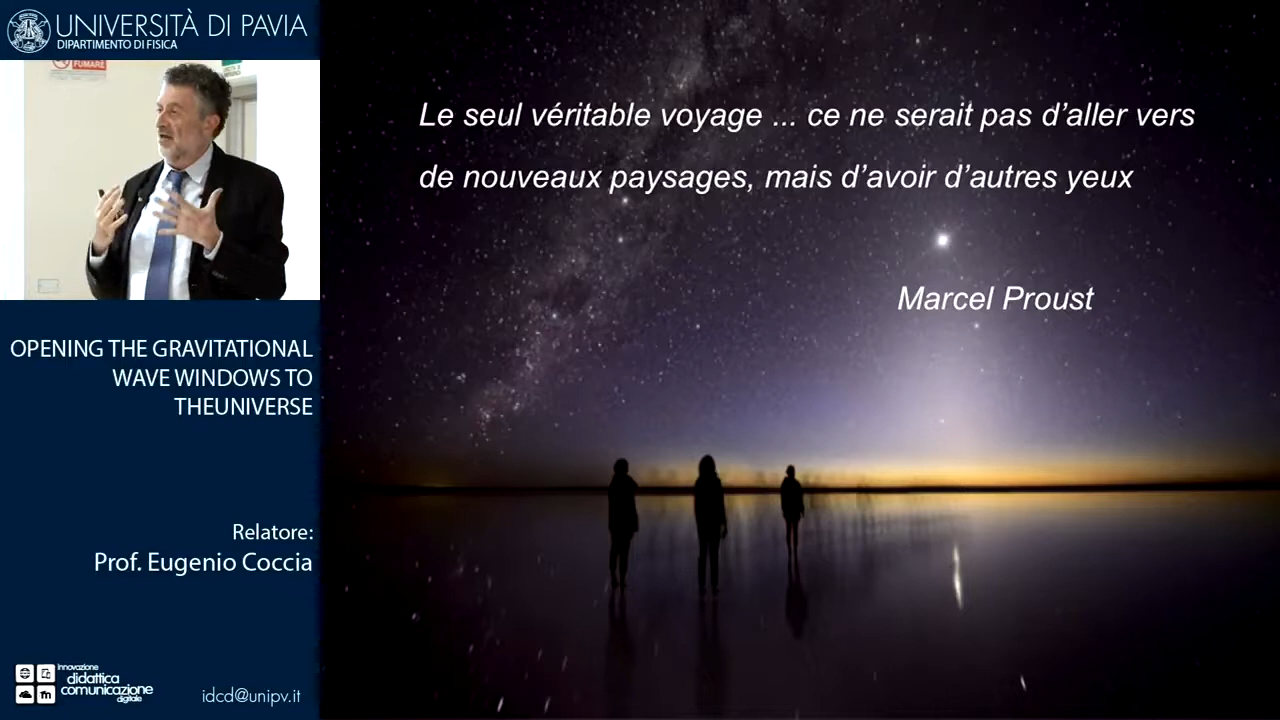 UNIVERSITÀ DI PAVIA
DIPARTIMENTO DI FISICA
FUMARE
Le seul véritable voyage ... ce ne serait pas d’aller vers
de nouveaux paysages, mais d’avoir d’autres yeux
Marcel Proust
OPENING THE GRAVITATIONAL
WAVE WINDOWS TO
THEUNIVERSE
Relatore:
Prof. Eugenio Coccia
innovazione
didattica
comunicazione
digitale
idcd@unipv.it